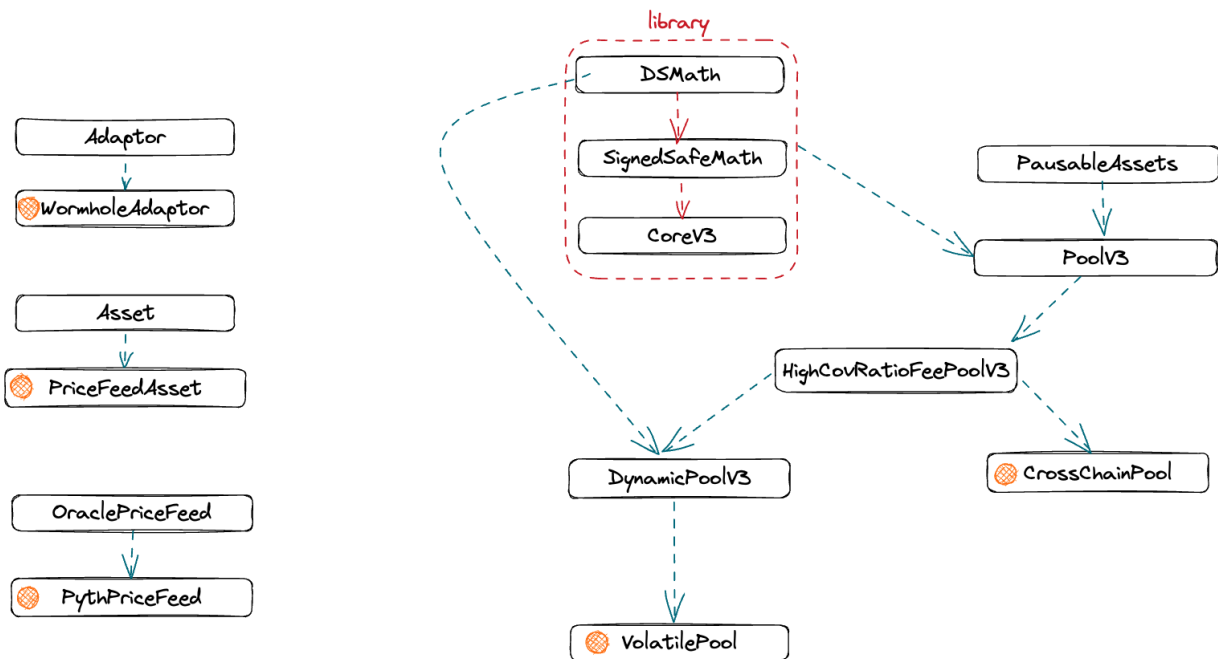 library
DSMath
SignedSafeMath
CoreV3
Adaptor
WormholeAdaptor
PausableAssets
PoolV3
Asset
PriceFeedAsset
HighCovRatioFeePoolV3
DynamicPoolV3
CrossChainPool
OraclePriceFeed
PythPriceFeed
VolatilePool